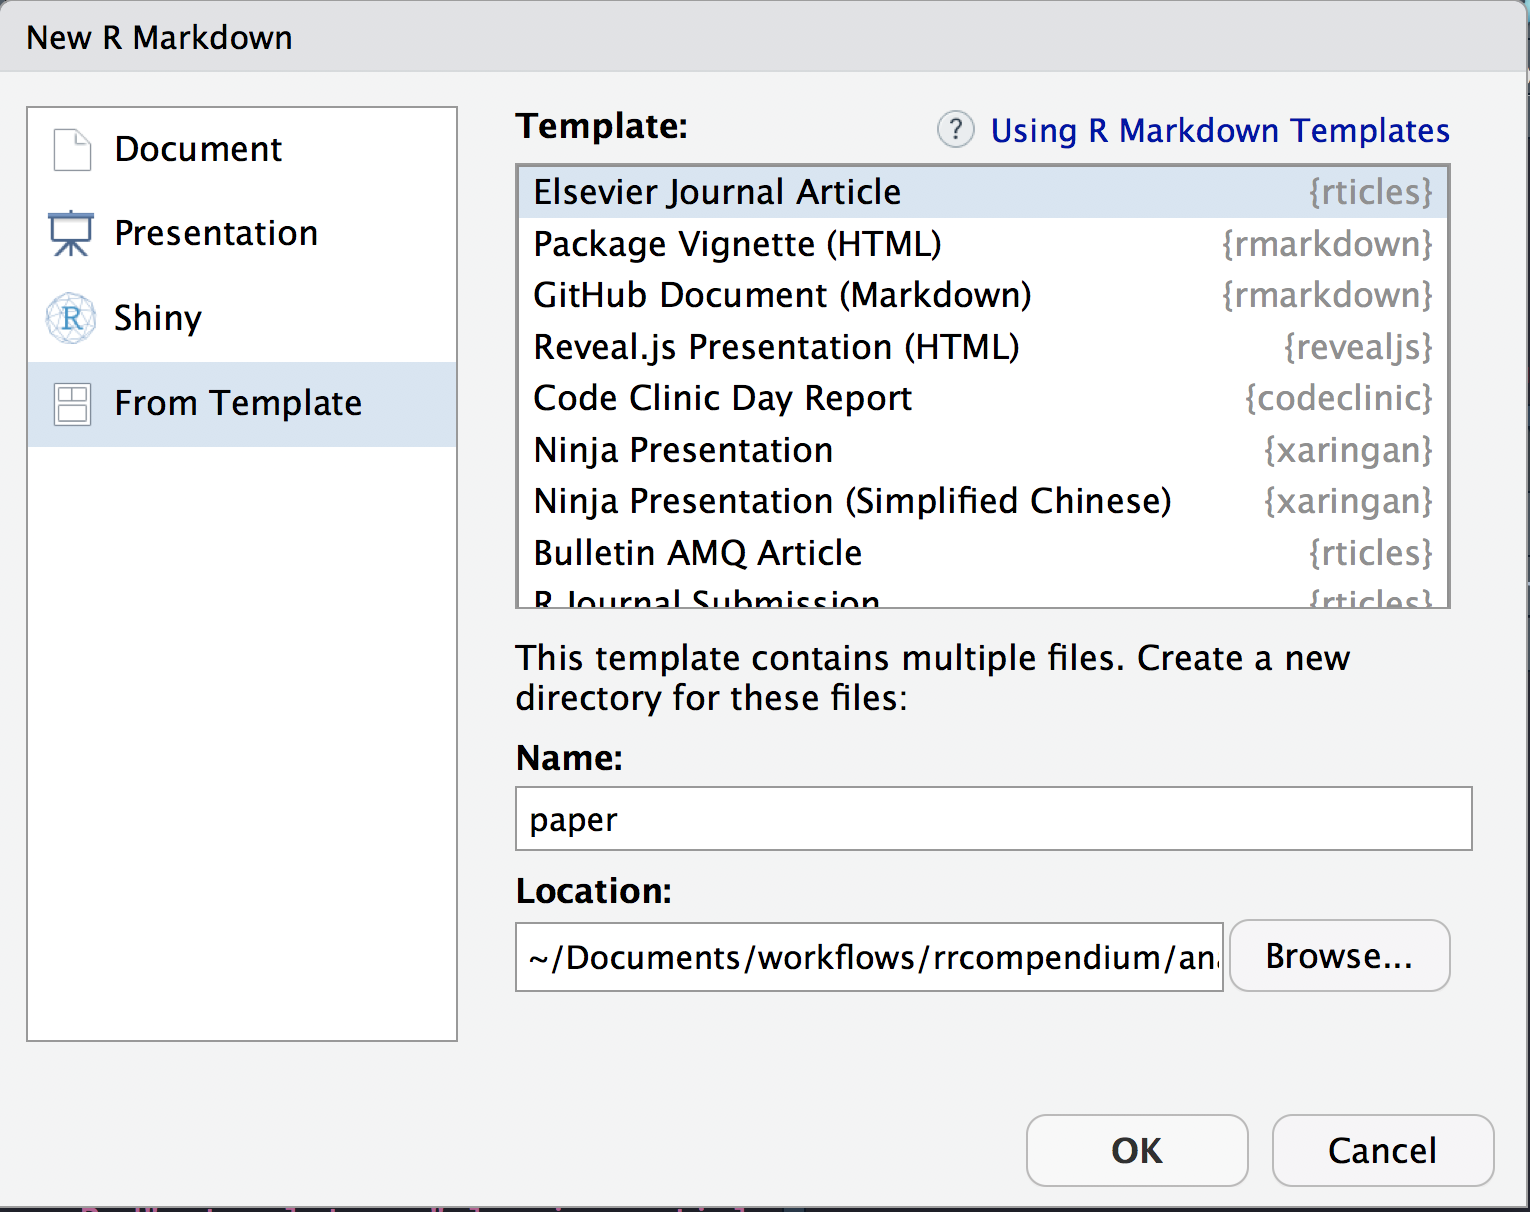 New R Markdown
Document
Presentation
Shiny
From Template
Template:
? Using R Markdown Templates
Elsevier Journal Article {rticles}
Package Vignette (HTML) {rmarkdown}
GitHub Document (Markdown) {rmarkdown}
Reveal.js Presentation (HTML) {revealjs}
Code Clinic Day Report {codeclinic}
Ninja Presentation {xaringan}
Ninja Presentation (Simplified Chinese) {xaringan}
Bulletin AMQ Article {rticles}
R Journal Submission {rticles}
This template contains multiple files. Create a new
directory for these files:
Name:
paper
Location:
~/Documents/workflows/rrcompendium/an
Browse...
OK
Cancel